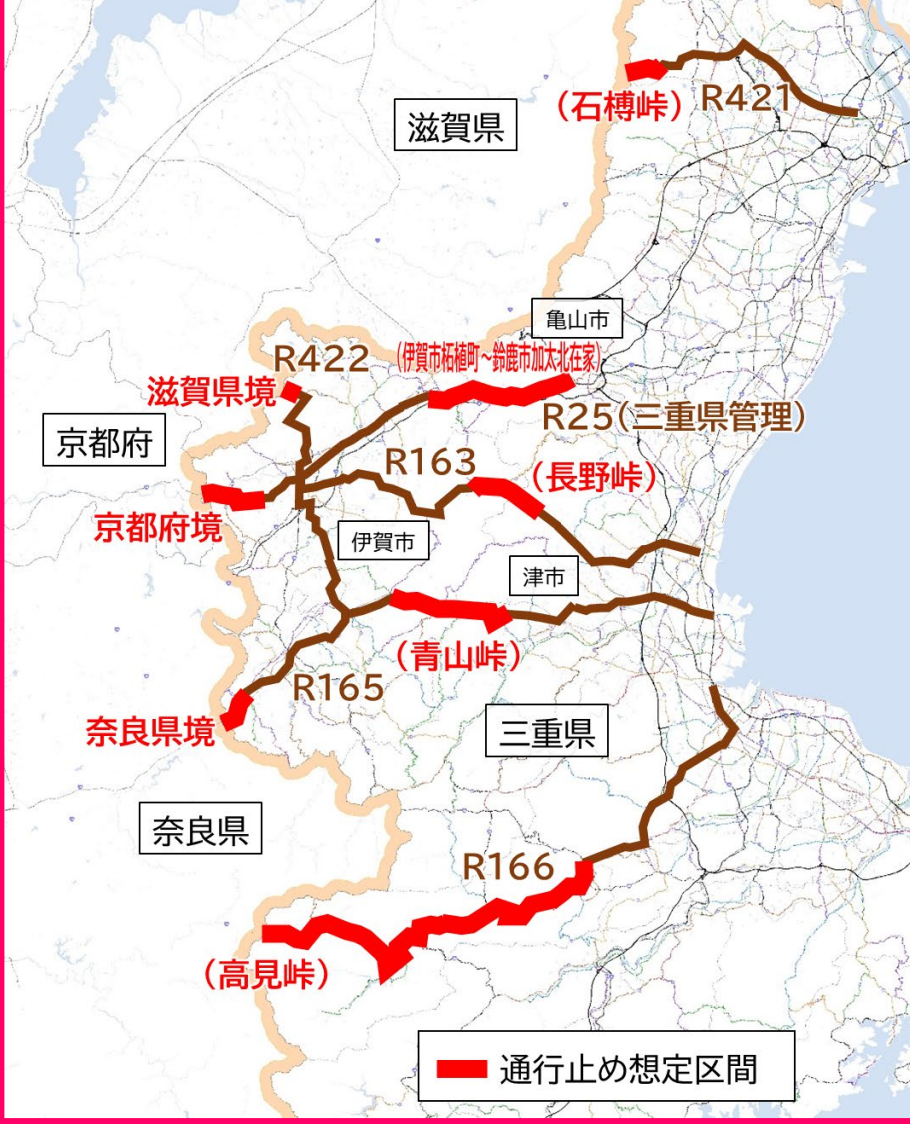 (石榑峠)
R421
滋賀県
亀山市
R422
(伊賀市柘植町～鈴鹿市加太北在家)
滋賀県境
R25(三重県管理)
京都府
R163
(長野峠)
京都府境
伊賀市
津市
(青山峠)
R165
奈良県境
三重県
奈良県
R166
(高見峠)
通行止め想定区間